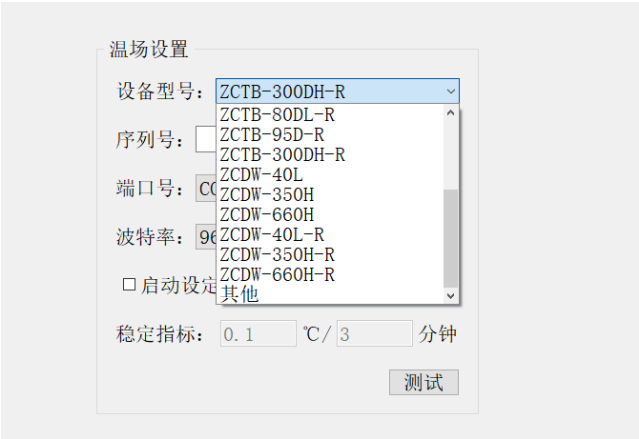 温场设置
设备型号： ZCTB-300DH-R
ZCTB-80DL-R
序列号： ZCTB-95D-R
ZCTB-300DH-R
ZCDW-40L
端口号： ZCDW-350H
ZCDW-660H
波特率： 96 ZCDW-40L-R
ZCDW-350H-R
启动设定 ZCDW-660H-R
其他
稳定指标： 0.1 ℃/ 3 分钟
测试